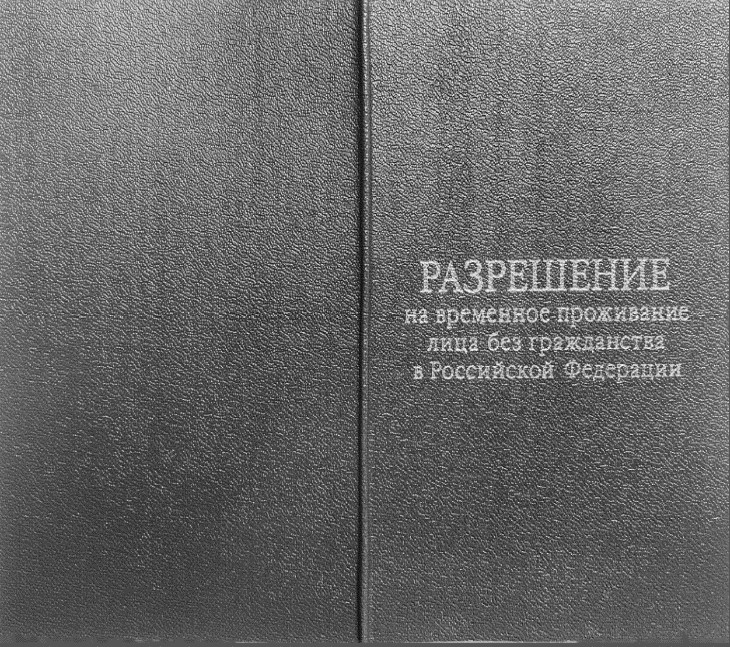 РАЗРЕШЕНИЕ
на временное проживание
лица без гражданства
в Российской Федерации